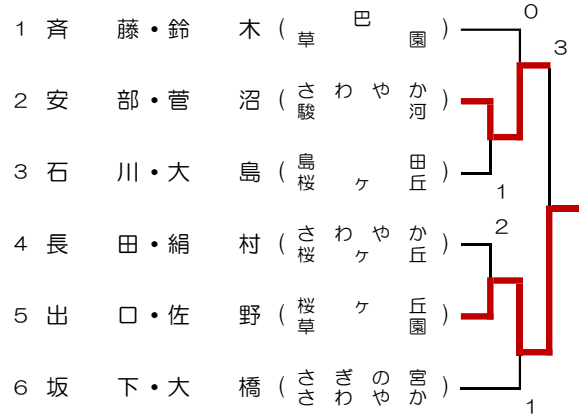 0
巴
1 斉 藤・鈴 木 ( 草 園 )
3
2 安 部・菅 沼 ( さわやか 駿河 )
3 石 川・大 島 ( 島田 桜ヶ丘 )
1
2
4 長 田・絹 村 ( さわやか 桜ヶ丘 )
5 出 口・佐 野 ( 桜ヶ丘 草園 )
6 坂 下・大 橋 ( さぎの宮 さわやか )
1